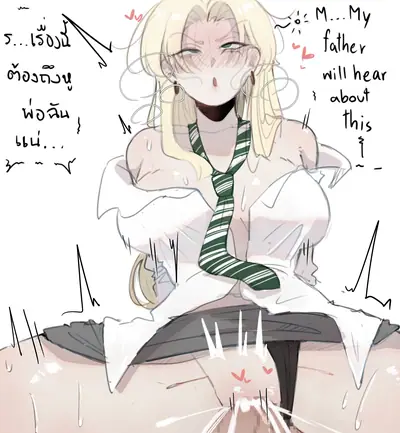 ร...เรื่องนี้
ต้องถึงหู
พ่อฉัน
แน่...
M...My
father
will hear
about
this